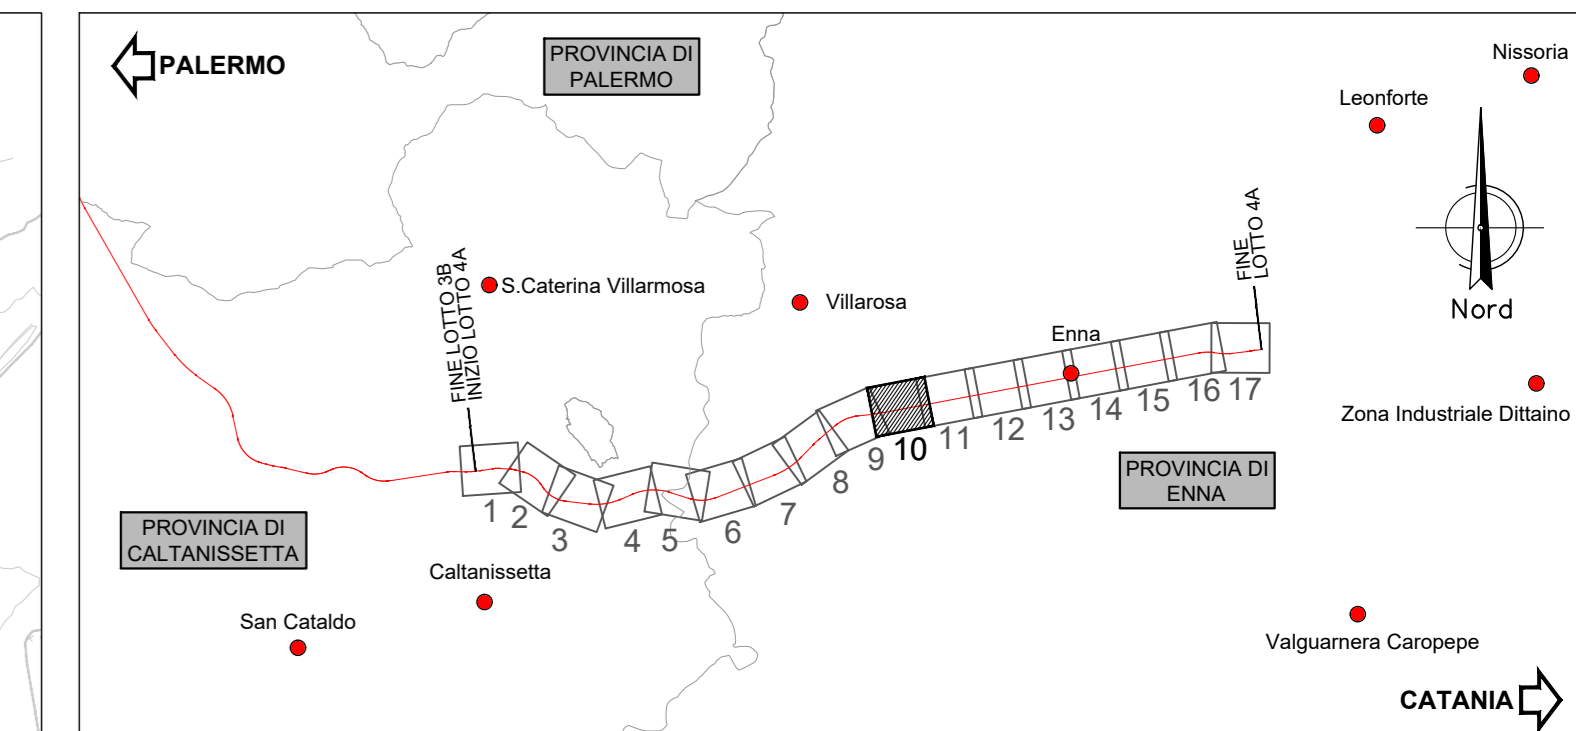 PALERMO
PROVINCIA DI
PALERMO
Nissoria
Leonforte
Nord
FINE LOTTO 3B
INIZIO LOTTO 4A
S.Caterina Villarmosa
Villarosa
FINE
LOTTO 4A
Enna
Zona Industriale Dittaino
1
2
3
4
5
6
7
8
9
10
11
12
13
14
15
16
17
PROVINCIA DI
ENNA
PROVINCIA DI
CALTANISSETTA
Caltanissetta
San Cataldo
Valguarnera Caropepe
CATANIA